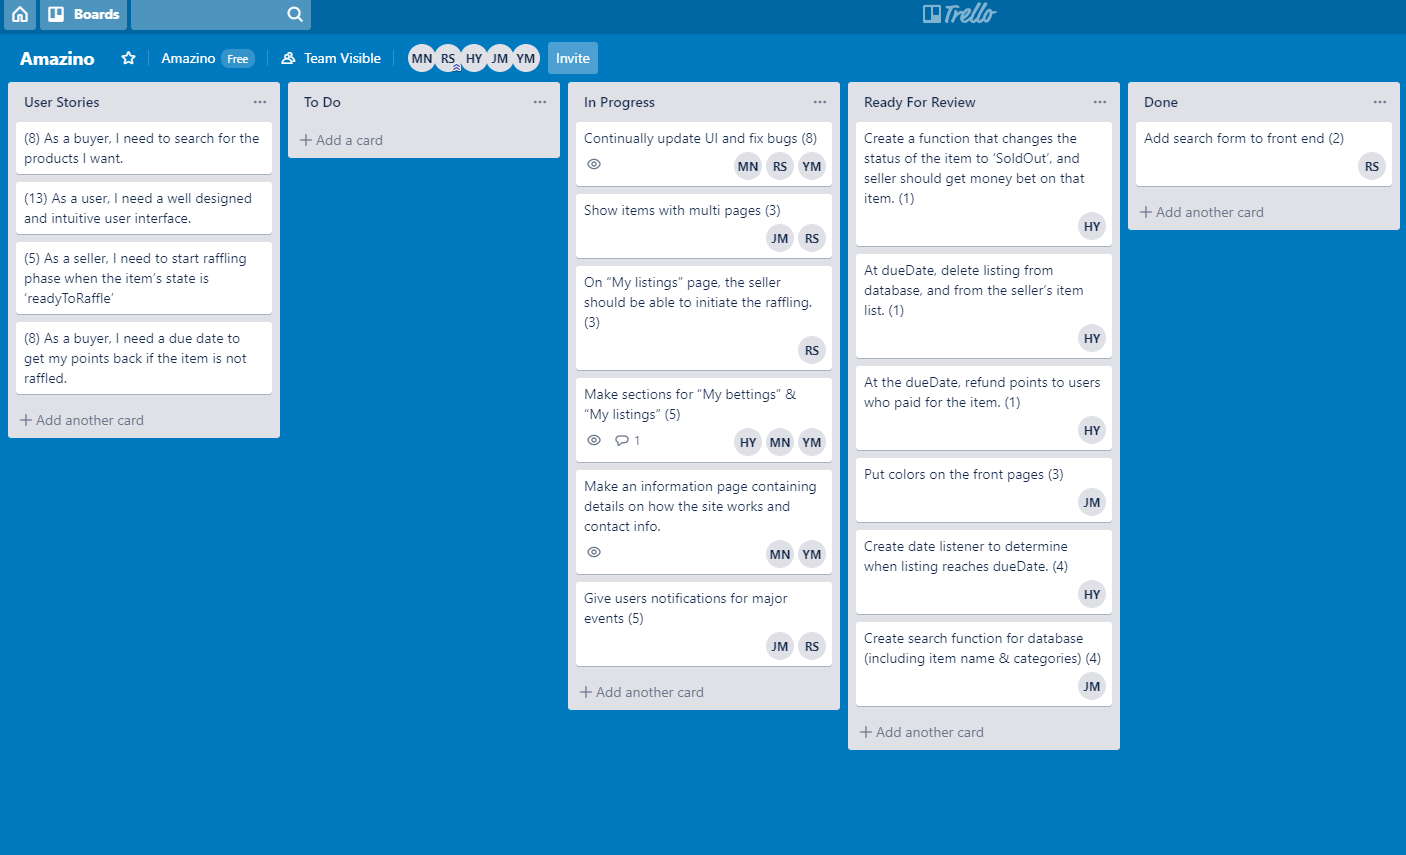 Boards
Trello
Amazino
Amazino Free
Team Visible
MN RS HY JM YM
Invite
User Stories
(8) As a buyer, I need to search for the
products I want.
(13) As a user, I need a well designed
and intuitive user interface.
(5) As a seller, I need to start raffling
phase when the item’s state is
‘readyToRaffle’
(8) As a buyer, I need a due date to
get my points back if the item is not
raffled.
Add another card
To Do
Add a card
In Progress
Continually update UI and fix bugs (8)
MN RS YM
Show items with multi pages (3)
JM RS
On “My listings” page, the seller
should be able to initiate the raffling.
(3)
RS
Make sections for “My bettings” &
“My listings” (5)
1
HY MN YM
Make an information page containing
details on how the site works and
contact info.
MN YM
Give users notifications for major
events (5)
JM RS
Add another card
Ready For Review
Create a function that changes the
status of the item to ‘SoldOut’, and
seller should get money bet on that
item. (1)
HY
At dueDate, delete listing from
database, and from the seller’s item
list. (1)
HY
At the dueDate, refund points to users
who paid for the item. (1)
HY
Put colors on the front pages (3)
JM
Create date listener to determine
when listing reaches dueDate. (4)
HY
Create search function for database
(including item name & categories) (4)
JM
Add another card
Done
Add search form to front end (2)
RS
Add another card